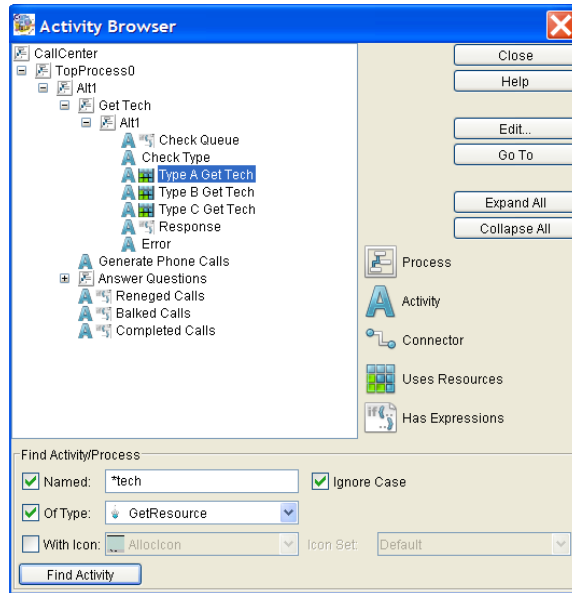 Activity Browser
CallCenter
TopProcess0
Alt1
Get Tech
Alt1
Check Queue
Check Type
Type A Get Tech
Type B Get Tech
Type C Get Tech
Response
Error
Generate Phone Calls
Answer Questions
Reneged Calls
Balked Calls
Completed Calls
Close
Help
Edit...
Go To
Expand All
Collapse All
Process
A Activity
Connector
Uses Resources
if Has Expressions
Find Activity/Process
Named: *tech Ignore Case
Of Type: GetResource
With Icon: AllocIcon Icon Set: Default
Find Activity